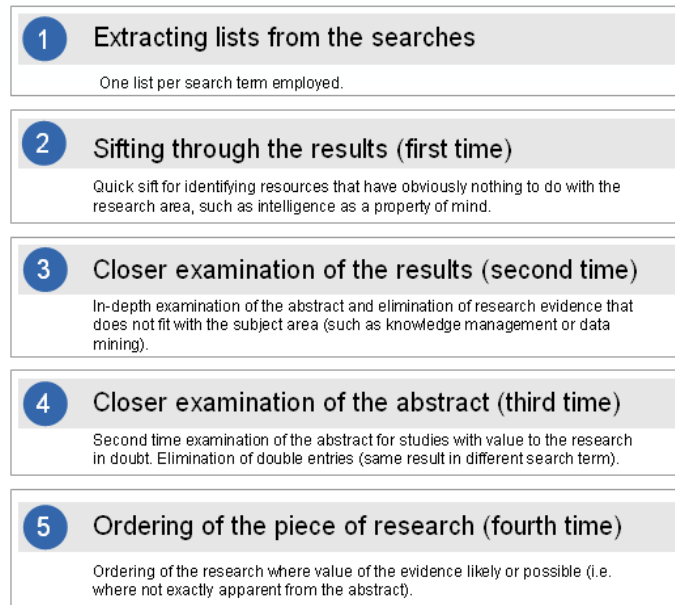 1 Extracting lists from the searches
One list per search term employed.
2 Sifting through the results (first time)
Quick sift for identifying resources that have obviously nothing to do with the
research area, such as intelligence as a property of mind.
3 Closer examination of the results (second time)
In-depth examination of the abstract and elimination of research evidence that
does not fit with the subject area (such as knowledge management or data
mining).
4 Closer examination of the abstract (third time)
Second time examination of the abstract for studies with value to the research
in doubt. Elimination of double entries (same result in different search term).
5 Ordering of the piece of research (fourth time)
Ordering of the research where value of the evidence likely or possible (i.e.
where not exactly apparent from the abstract).